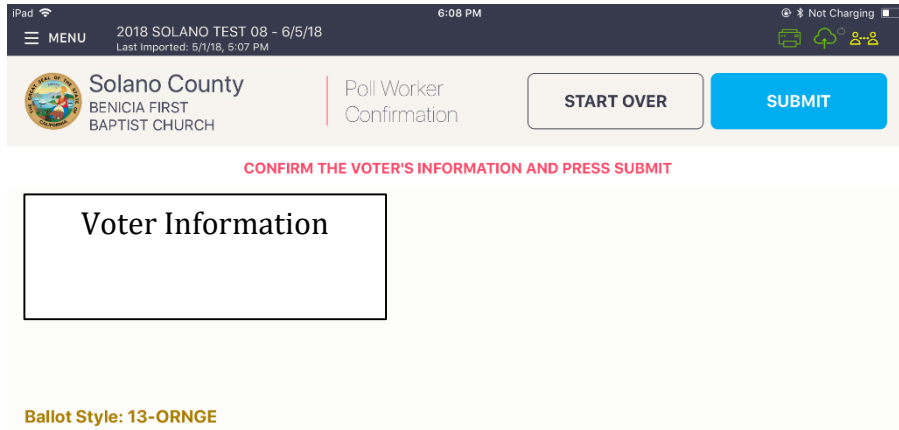 iPad
6:08 PM
Not Charging
MENU
2018 SOLANO TEST 08 - 6/5/18
Last Imported: 5/1/18, 5:07 PM
Solano County
BENICIA FIRST
BAPTIST CHURCH
Poll Worker
Confirmation
START OVER
SUBMIT
CONFIRM THE VOTER'S INFORMATION AND PRESS SUBMIT
Voter Information
Ballot Style: 13-ORNGE